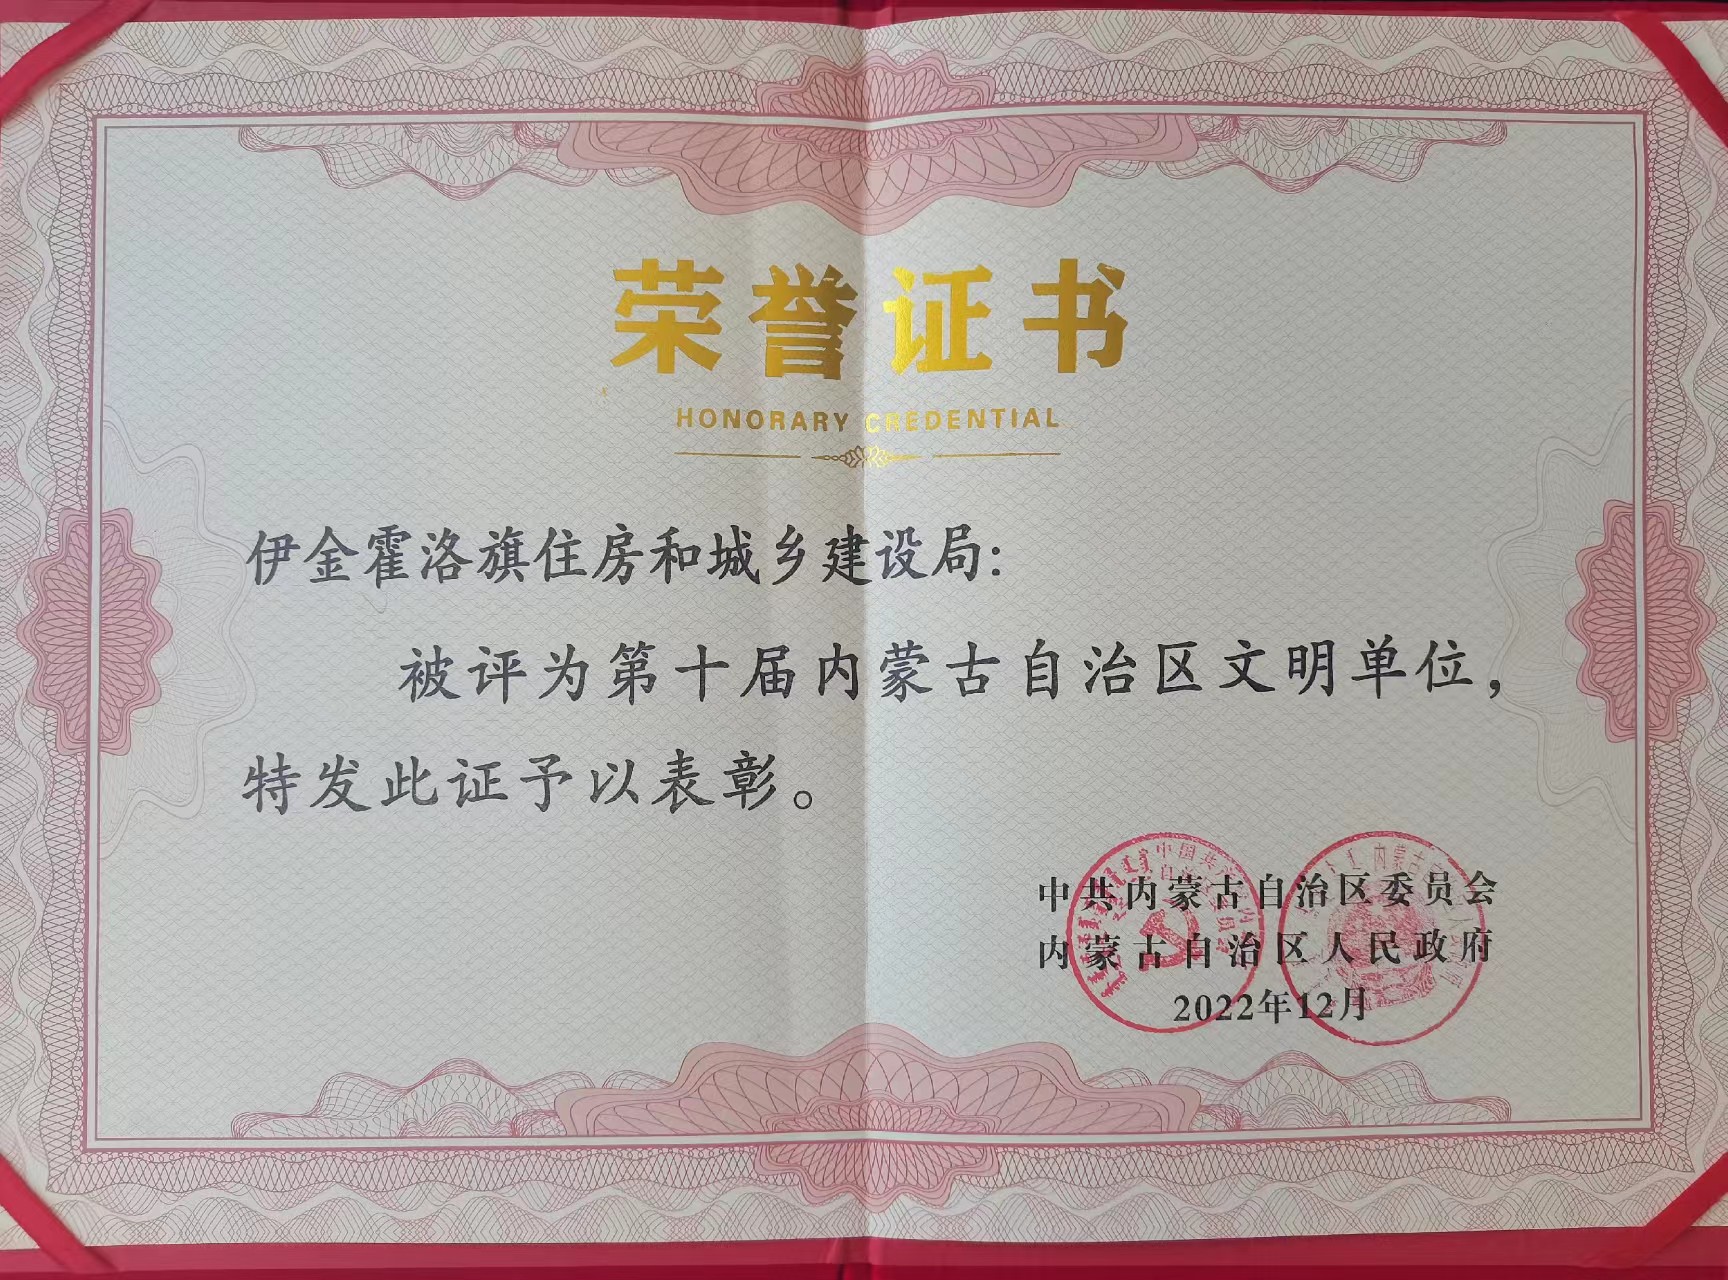 荣誉证书
HONORARY CREDENTIAL
伊金霍洛旗住房和城乡建设局:
被评为第十届内蒙古自治区文明单位,
特发此证予以表彰。
中共内蒙古自治区委员会
内蒙古自治区人民政府
2022年12月